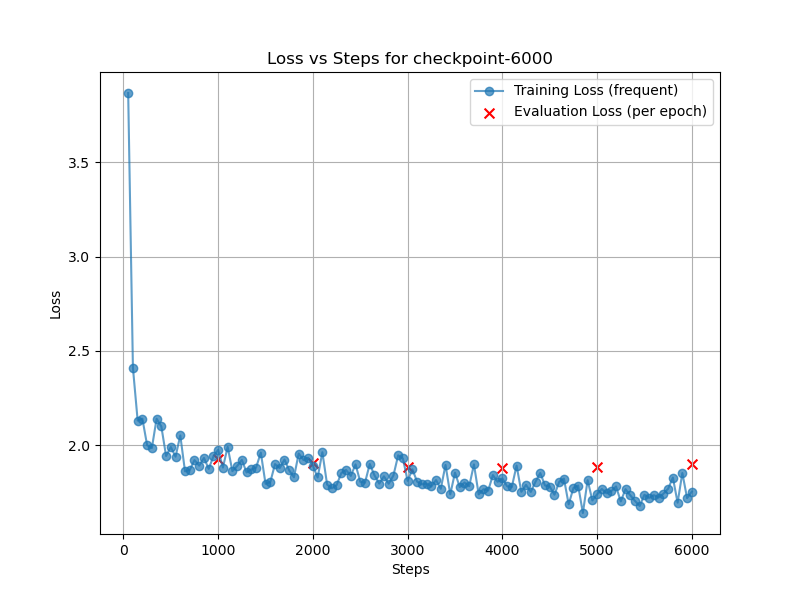 Loss vs Steps for checkpoint-6000
Training Loss (frequent)
Evaluation Loss (per epoch)
Loss
3.5
3.0
2.5
2.0
0 1000 2000 3000 4000 5000 6000
Steps